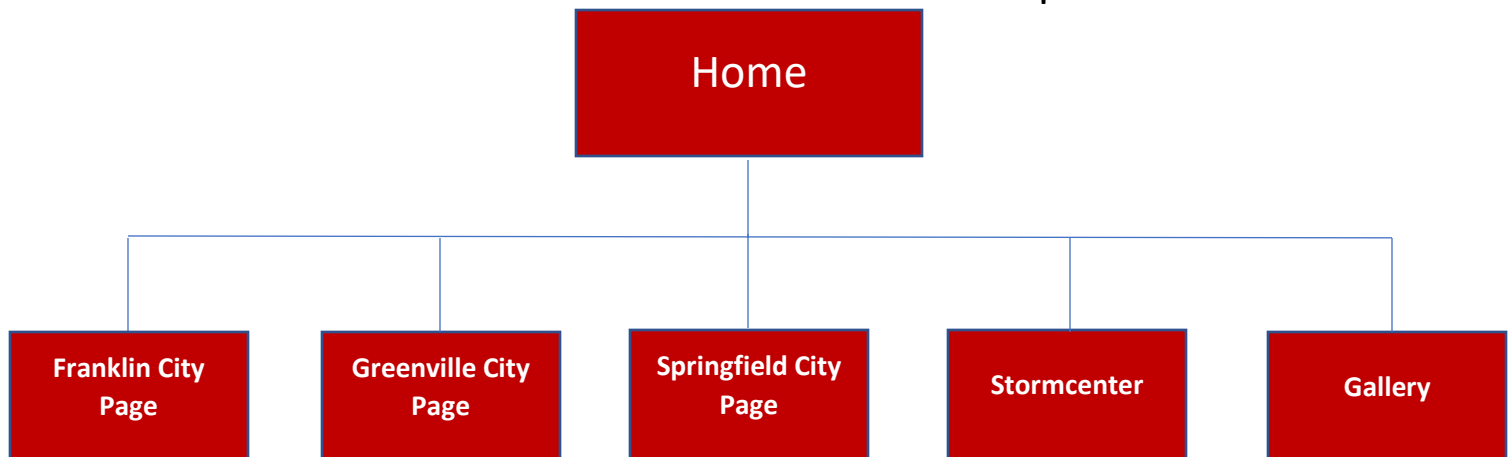 Home
Franklin City
Page
Greenville City
Page
Springfield City
Page
Stormcenter
Gallery